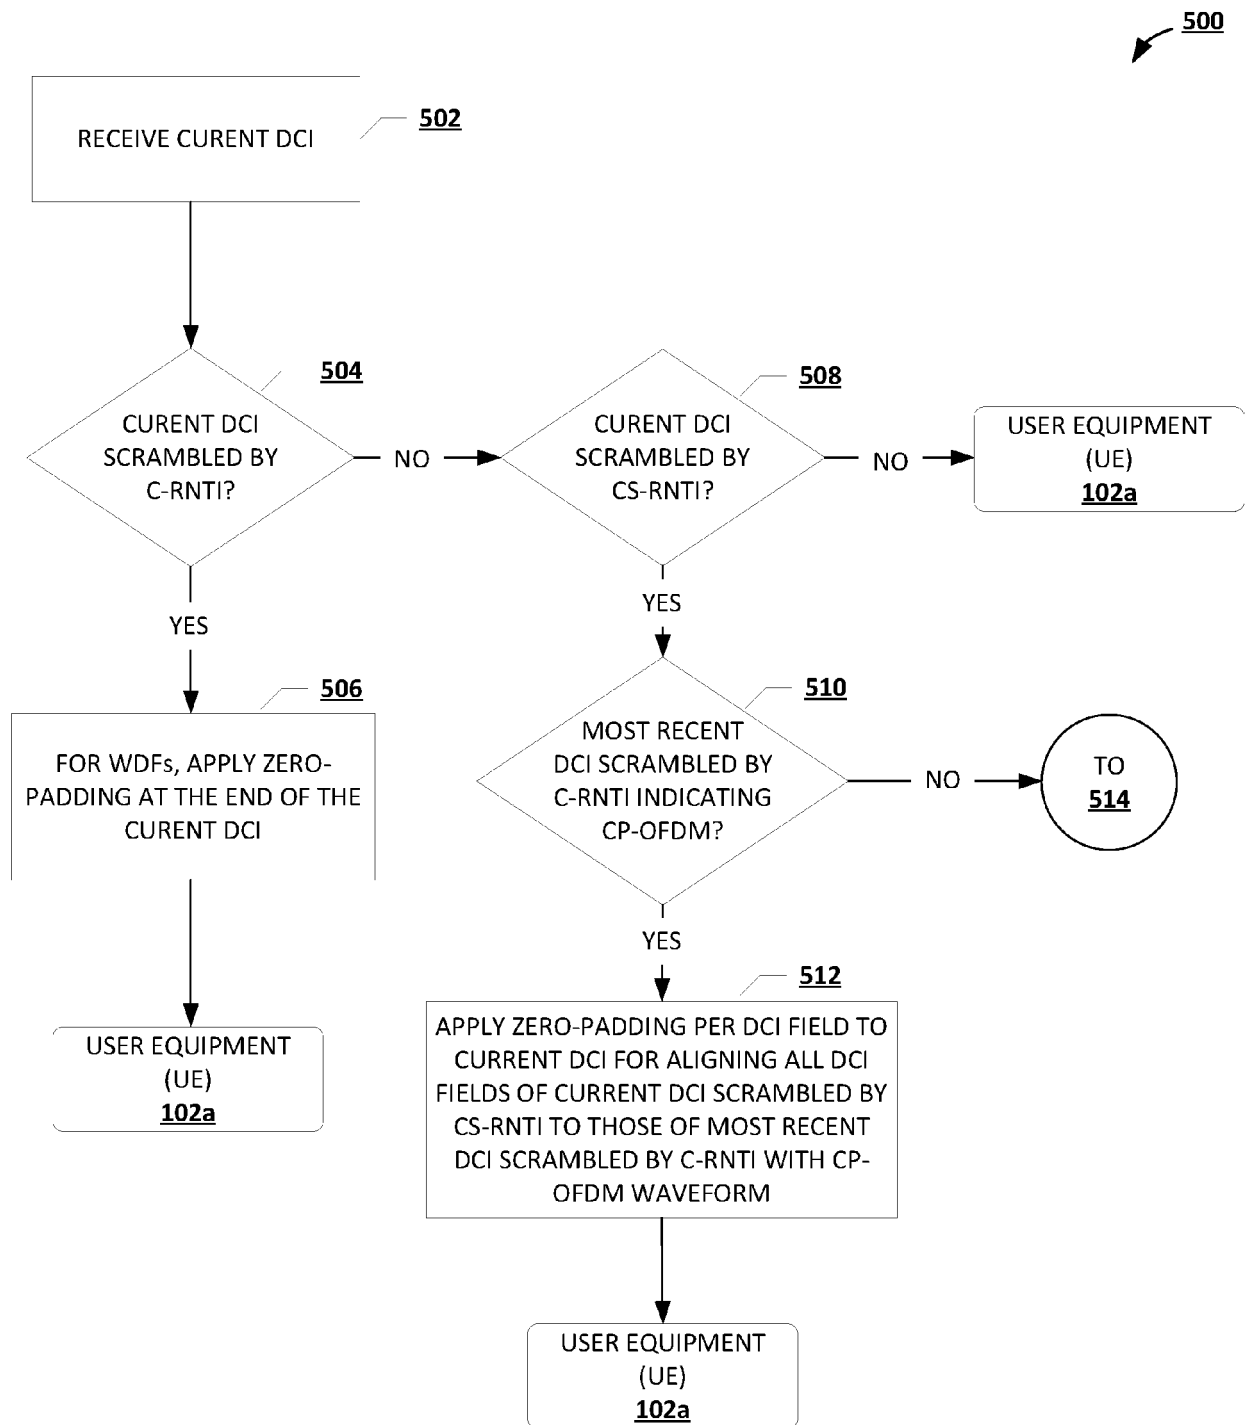 500
RECEIVE CURENT DCI
502
CURENT DCI
SCRAMBLED BY
C-RNTI?
504
NO
CURENT DCI
SCRAMBLED BY
CS-RNTI?
508
NO
USER EQUIPMENT
(UE)
102a
YES
YES
FOR WDFs, APPLY ZERO-
PADDING AT THE END OF THE
CURENT DCI
506
MOST RECENT
DCI SCRAMBLED BY
C-RNTI INDICATING
CP-OFDM?
510
NO
TO
514
YES
USER EQUIPMENT
(UE)
102a
512
APPLY ZERO-PADDING PER DCI FIELD TO
CURRENT DCI FOR ALIGNING ALL DCI
FIELDS OF CURRENT DCI SCRAMBLED BY
CS-RNTI TO THOSE OF MOST RECENT
DCI SCRAMBLED BY C-RNTI WITH CP-
OFDM WAVEFORM
USER EQUIPMENT
(UE)
102a